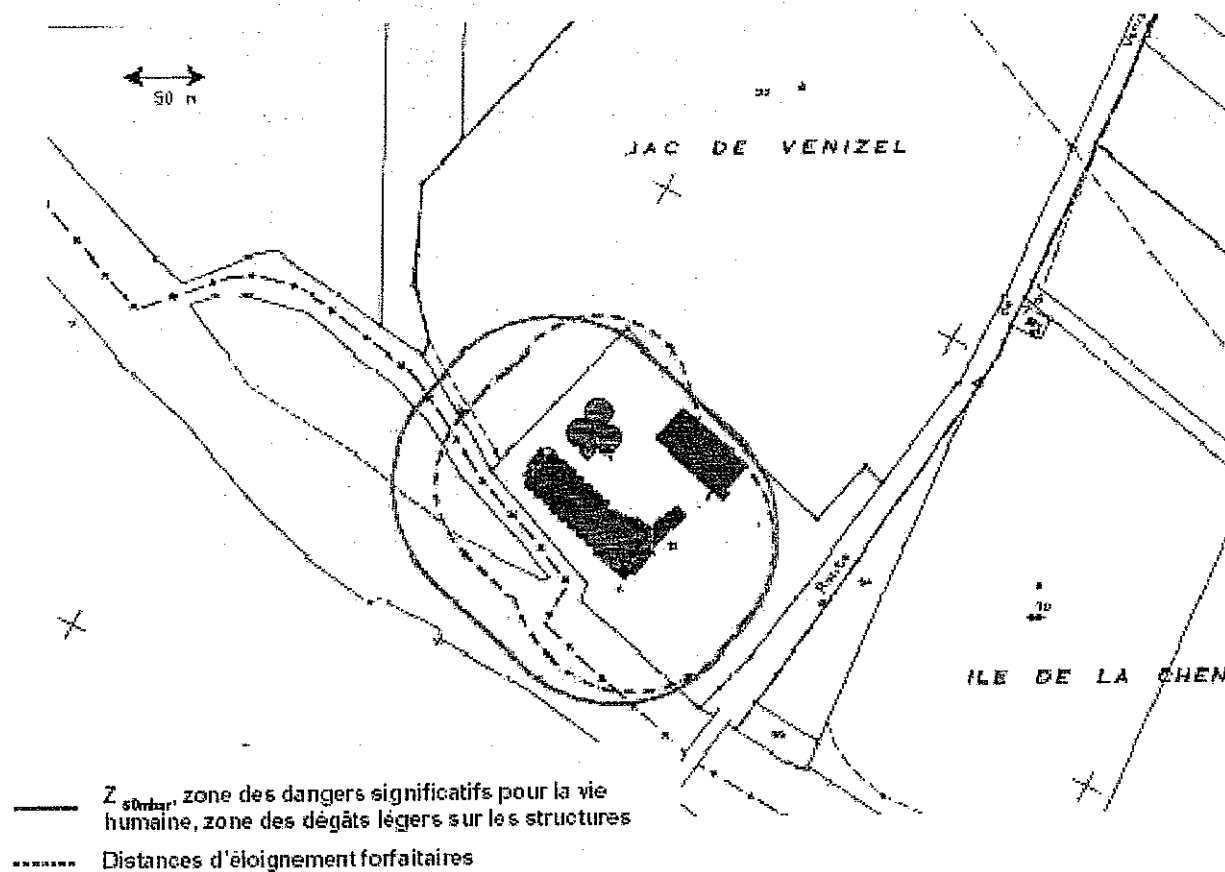 50 m
JAC DE VENIZEL
Route
ILE DE LA CHEN
Z 50mbar, zone des dangers significatifs pour la vie
humaine, zone des dégâts légers sur les structures
Distances d'éloignement forfaitaires